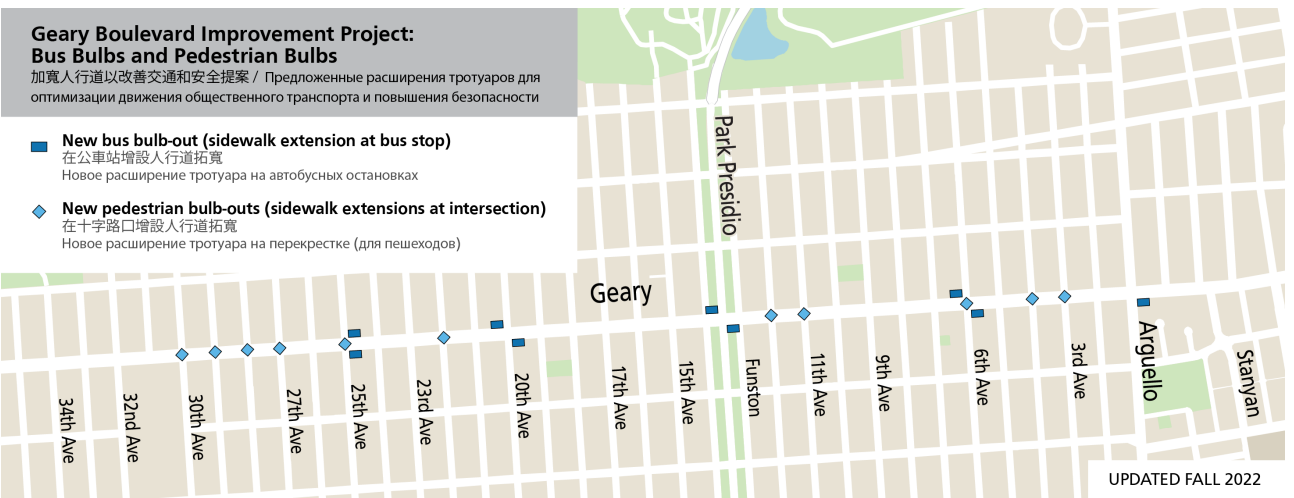 Geary Boulevard Improvement Project:
Bus Bulbs and Pedestrian Bulbs
加寬人行道以改善交通和安全提案 / Предложенные расширения тротуаров для
оптимизации движения общественного транспорта и повышения безопасности
New bus bulb-out (sidewalk extension at bus stop)
在公車站增設人行道拓寬
Новое расширение тротуара на автобусных остановках
New pedestrian bulb-outs (sidewalk extensions at intersection)
在十字路口增設人行道拓寬
Новое расширение тротуара на перекрестке (для пешеходов)
Park Presidio
Geary
34th Ave
32nd Ave
30th Ave
27th Ave
25th Ave
23rd Ave
20th Ave
17th Ave
15th Ave
Funston
11th Ave
9th Ave
6th Ave
3rd Ave
Arguello
Stanyan
UPDATED FALL 2022